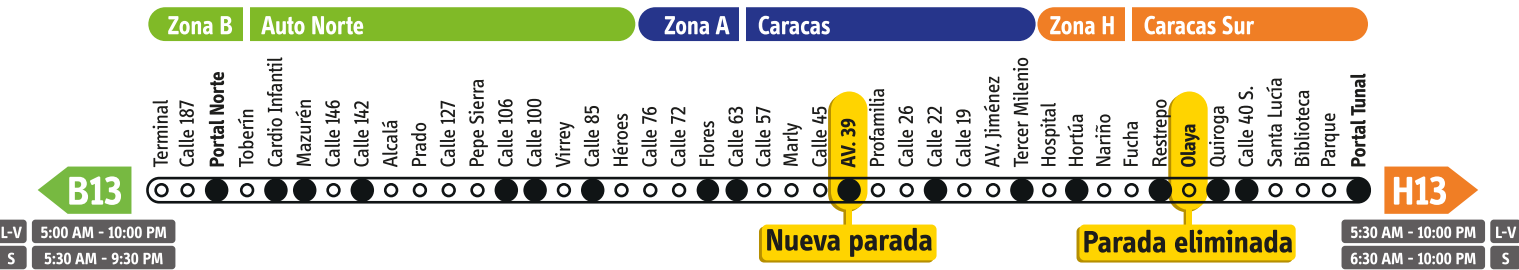 Zona B Auto Norte Zona A Caracas Zona H Caracas Sur
Terminal
Calle 187
Portal Norte
Toberín
Cardio Infantil
Mazurén
Calle 146
Calle 142
Alcalá
Prado
Calle 127
Pepe Sierra
Calle 106
Calle 100
Virrey
Calle 85
Héroes
Calle 76
Calle 72
Flores
Calle 63
Calle 57
Marly
Calle 45
AV. 39
Profamilia
Calle 26
Calle 22
Calle 19
AV. Jiménez
Tercer Milenio
Hospital
Hortúa
Nariño
Fucha
Restrepo
Olaya
Quiroga
Calle 40 S.
Santa Lucía
Biblioteca
Parque
Portal Tunal
B13
L-V 5:00 AM - 10:00 PM
S 5:30 AM - 9:30 PM
Nueva parada
Parada eliminada
H13
5:30 AM - 10:00 PM L-V
6:30 AM - 10:00 PM S